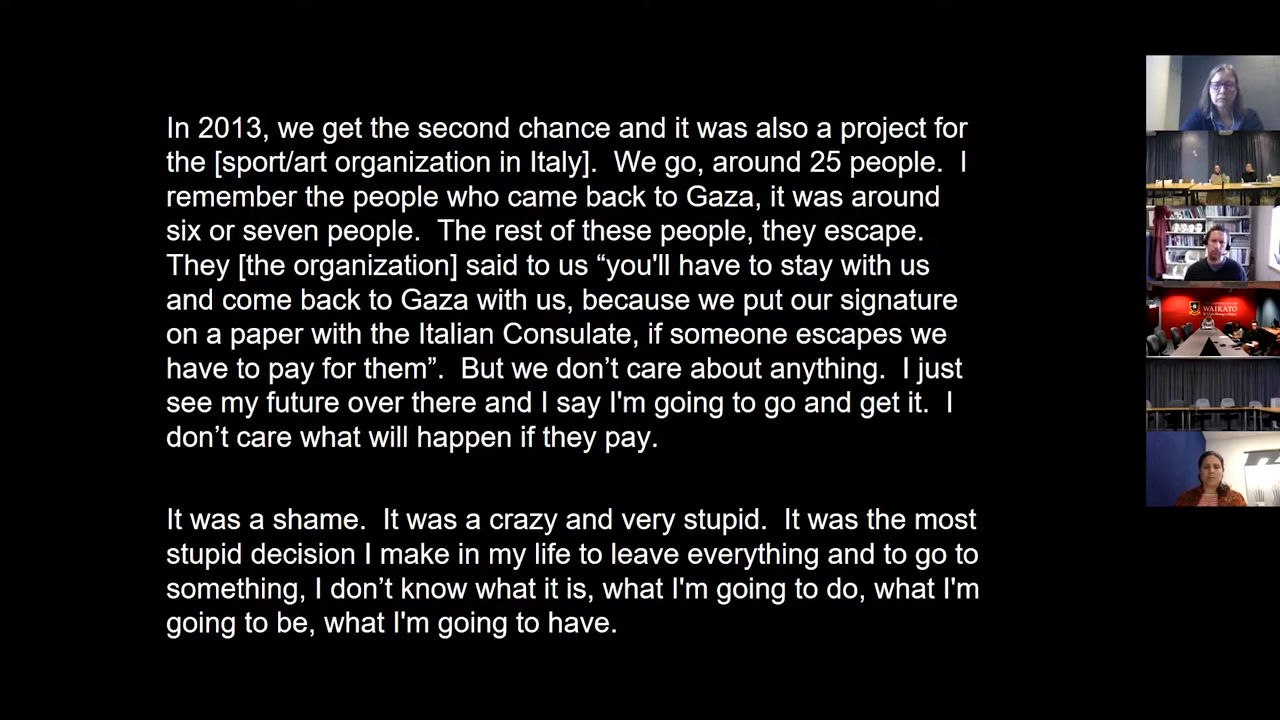 In 2013, we get the second chance and it was also a project for
the [sport/art organization in Italy].  We go, around 25 people.  I
remember the people who came back to Gaza, it was around
six or seven people.  The rest of these people, they escape.
They [the organization] said to us “you'll have to stay with us
and come back to Gaza with us, because we put our signature
on a paper with the Italian Consulate, if someone escapes we
have to pay for them”.  But we don’t care about anything.  I just
see my future over there and I say I'm going to go and get it.  I
don’t care what will happen if they pay.
It was a shame.  It was a crazy and very stupid.  It was the most
stupid decision I make in my life to leave everything and to go to
something, I don’t know what it is, what I'm going to do, what I'm
going to be, what I'm going to have.
WAIKATO